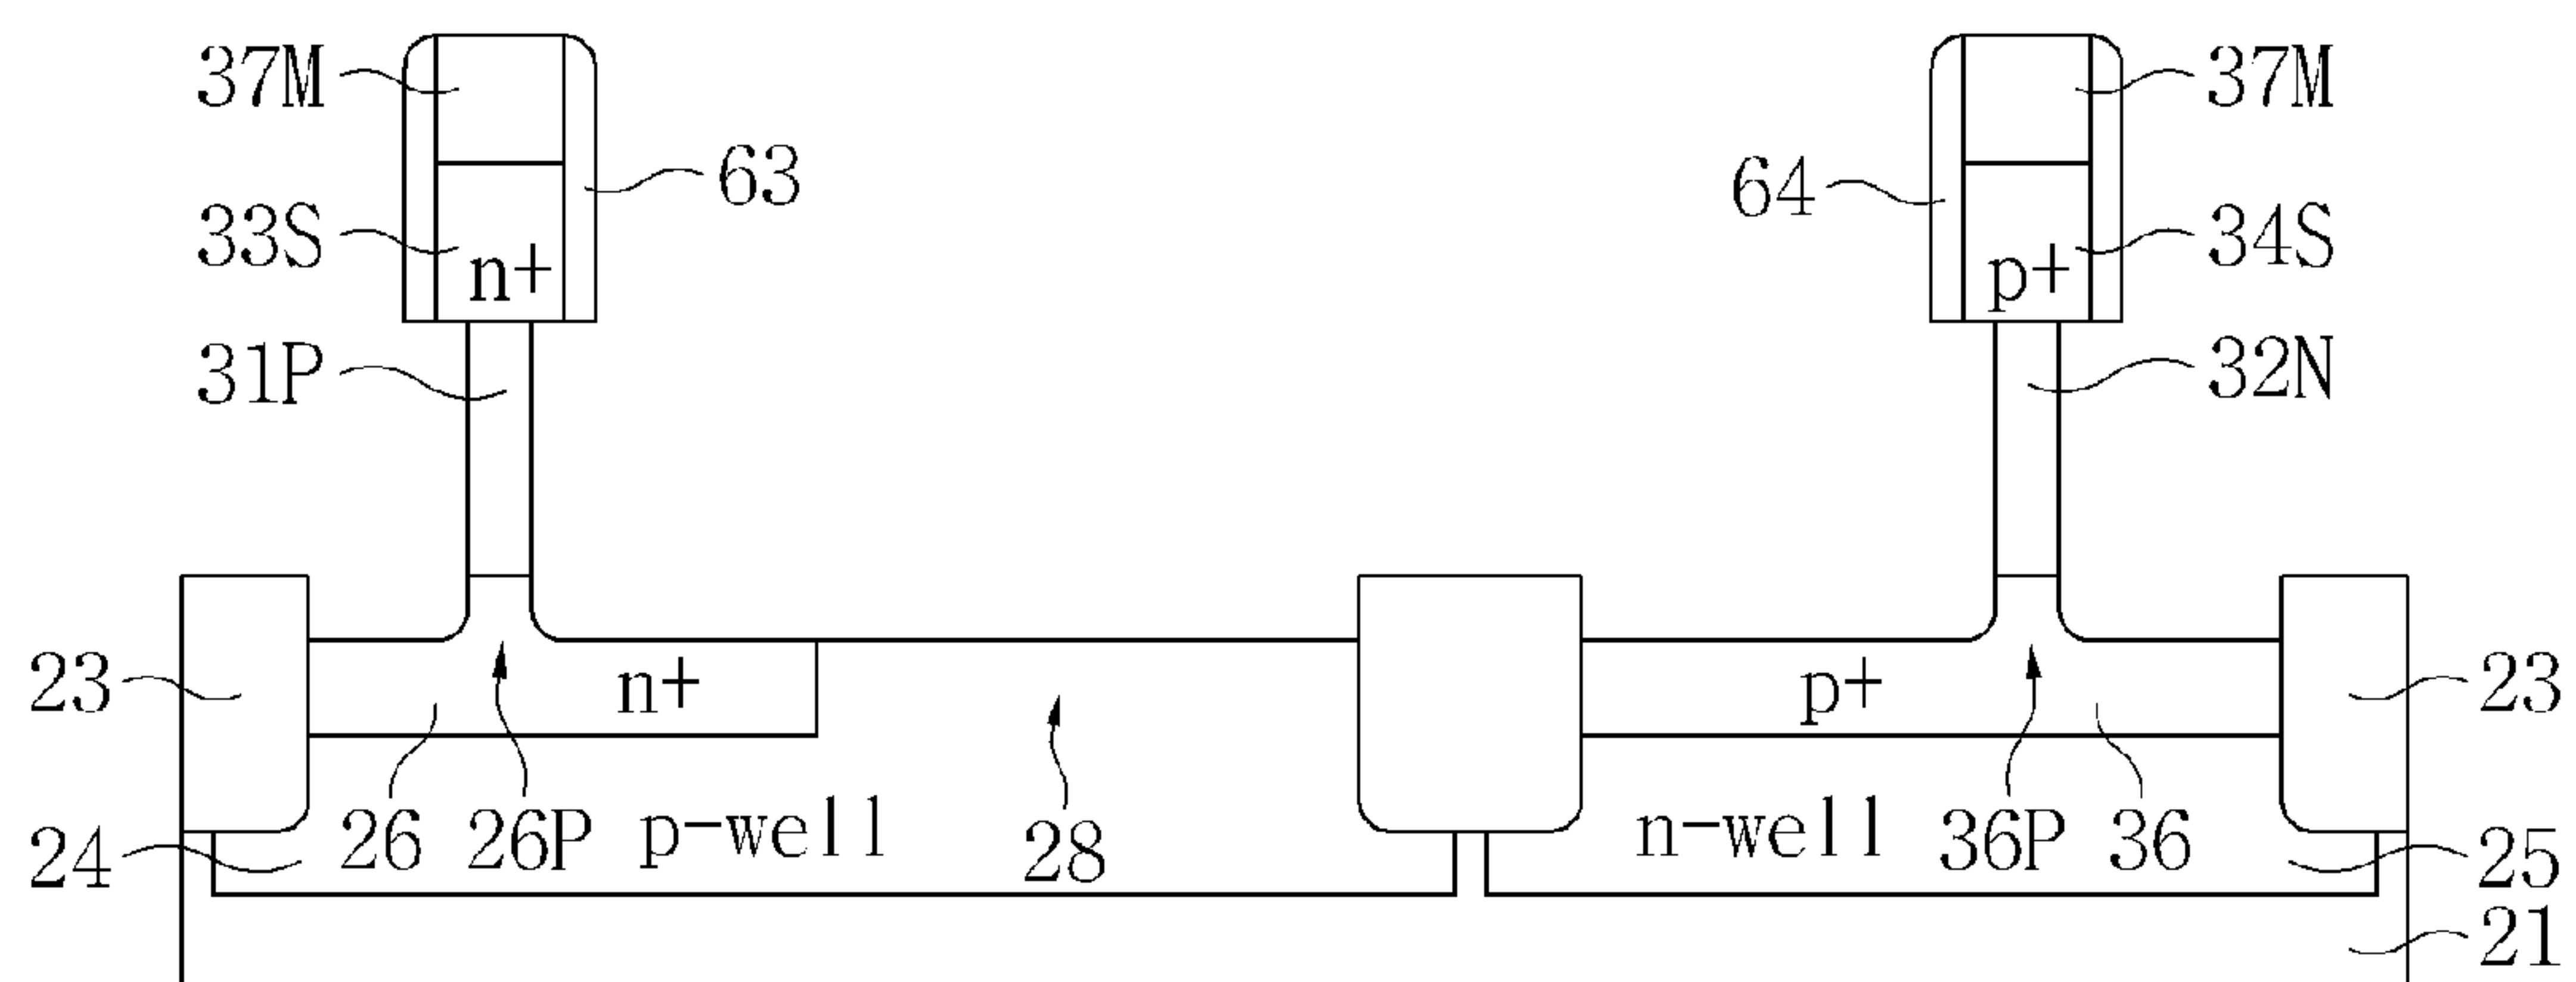 37M 37M
63 64
33S n+ p+ 34S
31P 32N
23 n+ p+ 23
24 26 26P p-well 28 n-well 36P 36 25
21